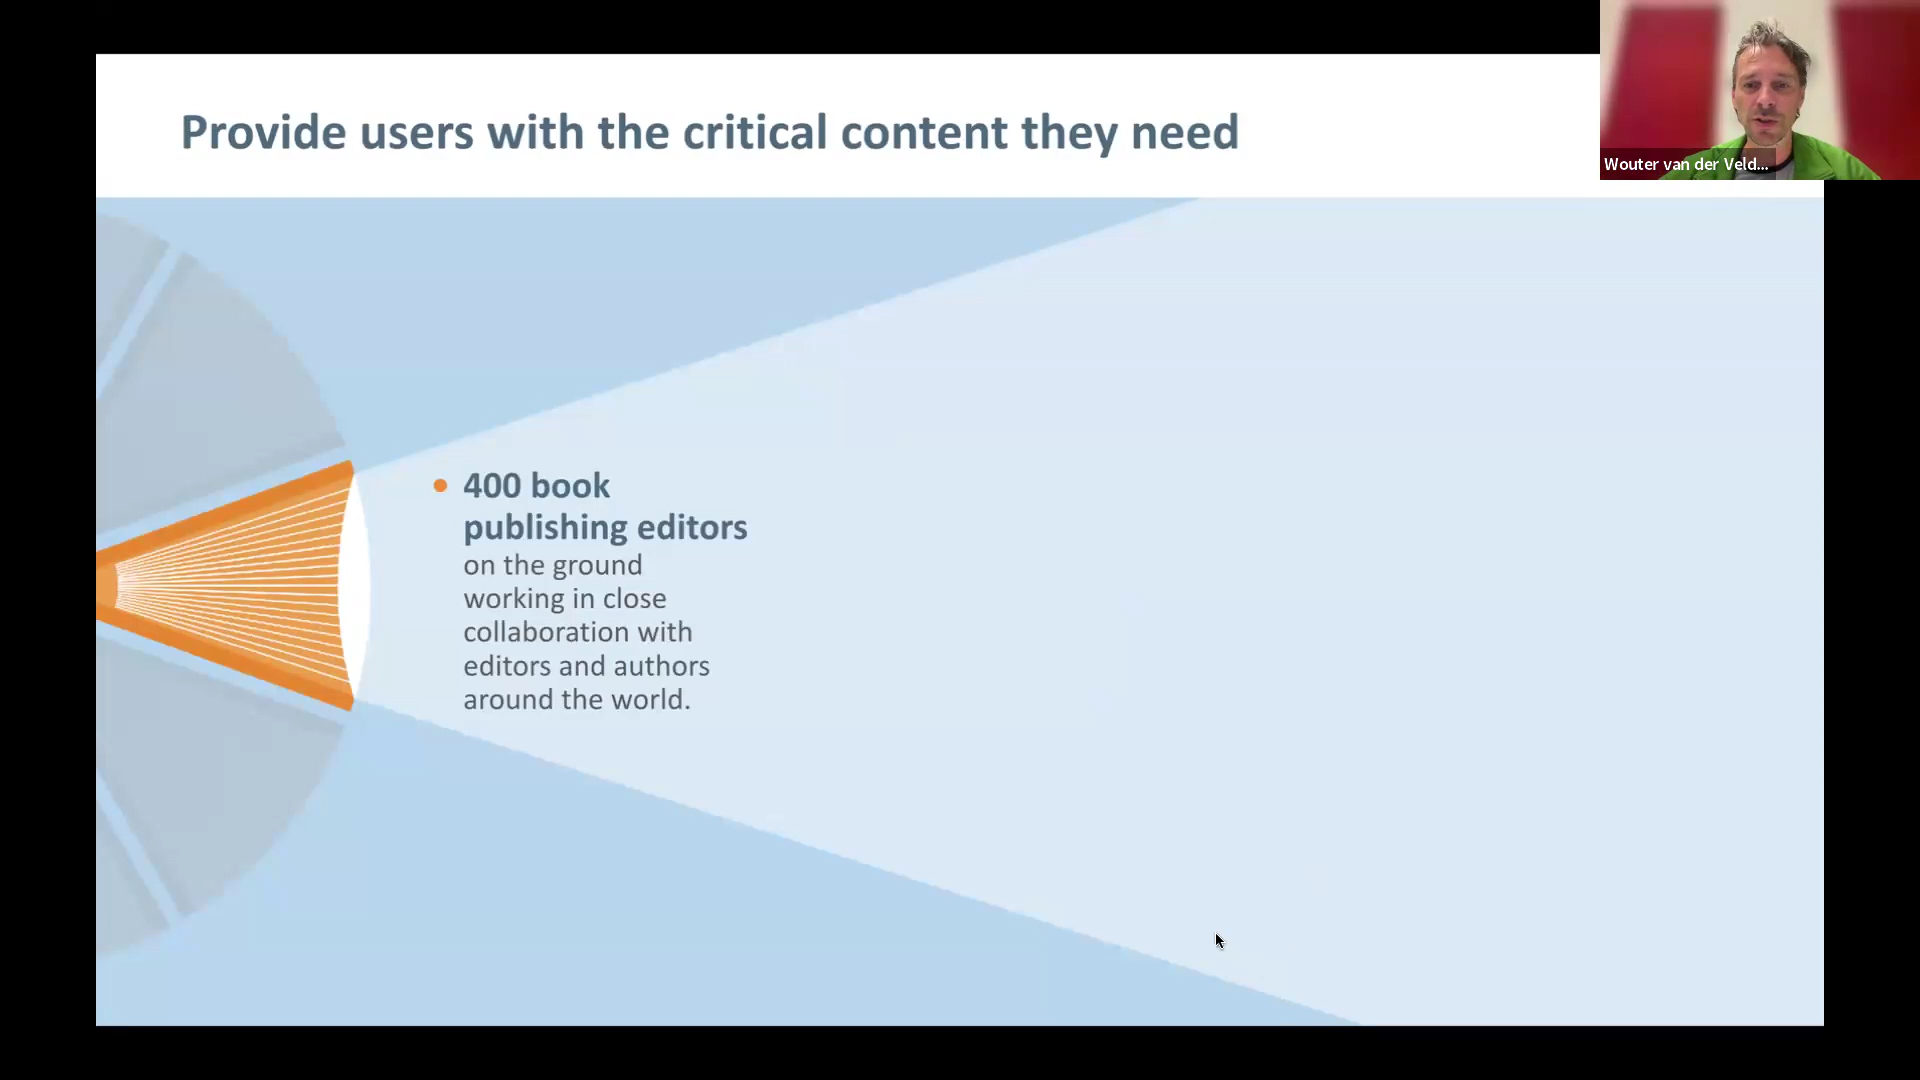 Provide users with the critical content they need
Wouter van der Veld...
400 book
publishing editors
on the ground
working in close
collaboration with
editors and authors
around the world.